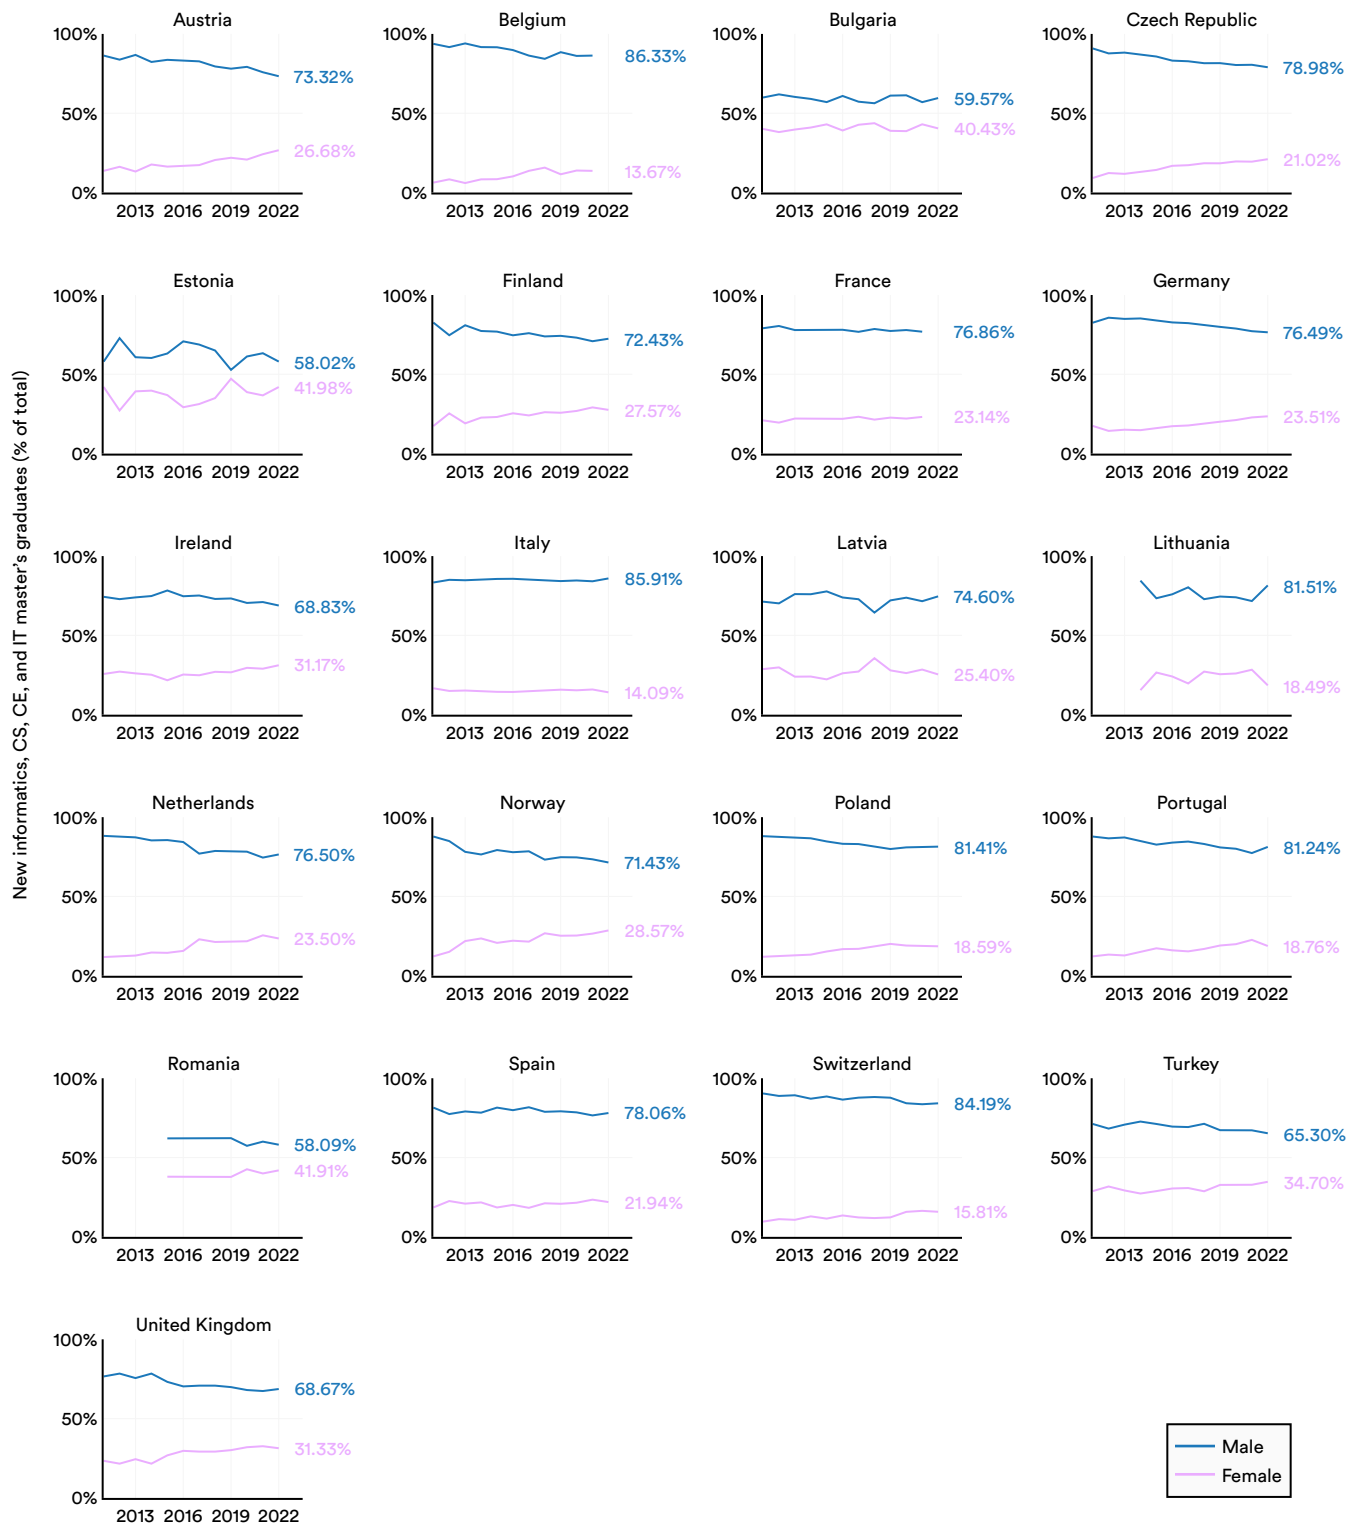 New informatics, CS, CE, and IT master's graduates (% of total)
Austria
100%
50%
0%
73.32%
26.68%
2013 2016 2019 2022
Belgium
100%
50%
0%
86.33%
13.67%
2013 2016 2019 2022
Bulgaria
100%
50%
0%
59.57%
40.43%
2013 2016 2019 2022
Czech Republic
100%
50%
0%
78.98%
21.02%
2013 2016 2019 2022
Estonia
100%
50%
0%
58.02%
41.98%
2013 2016 2019 2022
Finland
100%
50%
0%
72.43%
27.57%
2013 2016 2019 2022
France
100%
50%
0%
76.86%
23.14%
2013 2016 2019 2022
Germany
100%
50%
0%
76.49%
23.51%
2013 2016 2019 2022
Ireland
100%
50%
0%
68.83%
31.17%
2013 2016 2019 2022
Italy
100%
50%
0%
85.91%
14.09%
2013 2016 2019 2022
Latvia
100%
50%
0%
74.60%
25.40%
2013 2016 2019 2022
Lithuania
100%
50%
0%
81.51%
18.49%
2013 2016 2019 2022
Netherlands
100%
50%
0%
76.50%
23.50%
2013 2016 2019 2022
Norway
100%
50%
0%
71.43%
28.57%
2013 2016 2019 2022
Poland
100%
50%
0%
81.41%
18.59%
2013 2016 2019 2022
Portugal
100%
50%
0%
81.24%
18.76%
2013 2016 2019 2022
Romania
100%
50%
0%
58.09%
41.91%
2013 2016 2019 2022
Spain
100%
50%
0%
78.06%
21.94%
2013 2016 2019 2022
Switzerland
100%
50%
0%
84.19%
15.81%
2013 2016 2019 2022
Turkey
100%
50%
0%
65.30%
34.70%
2013 2016 2019 2022
United Kingdom
100%
50%
0%
68.67%
31.33%
2013 2016 2019 2022
Male
Female